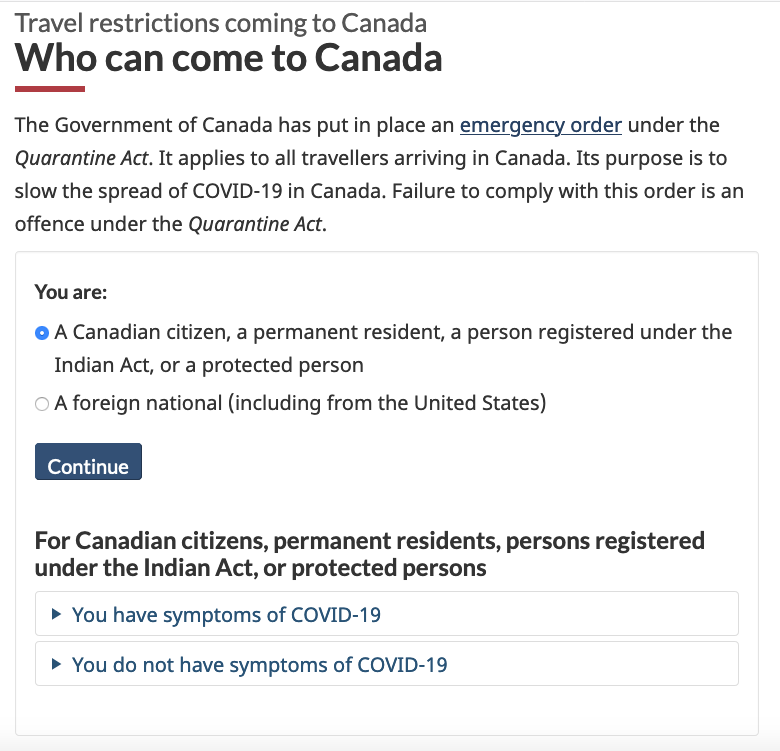 Travel restrictions coming to Canada
Who can come to Canada
The Government of Canada has put in place an emergency order under the
Quarantine Act. It applies to all travellers arriving in Canada. Its purpose is to
slow the spread of COVID-19 in Canada. Failure to comply with this order is an
offence under the Quarantine Act.
You are:
A Canadian citizen, a permanent resident, a person registered under the
Indian Act, or a protected person
A foreign national (including from the United States)
Continue
For Canadian citizens, permanent residents, persons registered
under the Indian Act, or protected persons
You have symptoms of COVID-19
You do not have symptoms of COVID-19